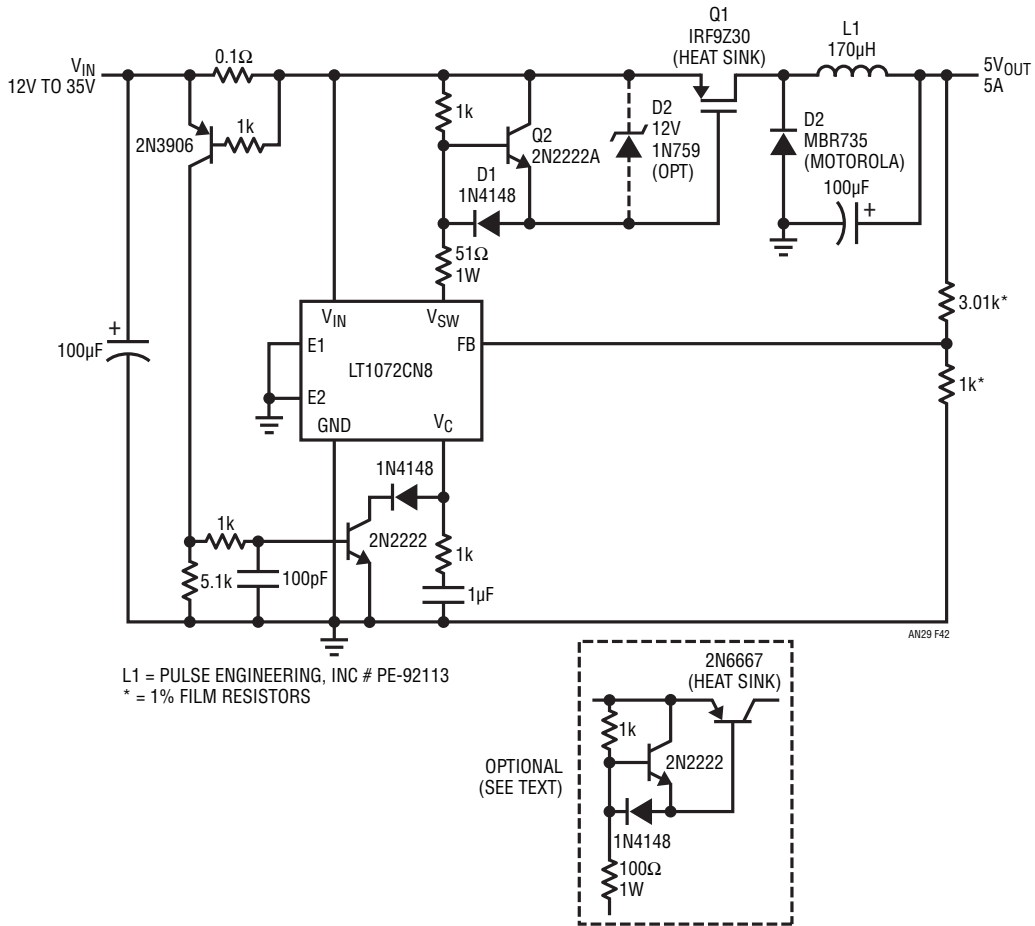 V_IN
12V TO 35V
0.1Ω
2N3906
1k
1k
Q2
2N2222A
D1
1N4148
51Ω
1W
D2
12V
1N759
(OPT)
Q1
IRF9Z30
(HEAT SINK)
L1
170µH
D2
MBR735
(MOTOROLA)
100µF
+
5V_OUT
5A
3.01k*
1k*
+
100µF
V_IN
V_SW
E1
FB
LT1072CN8
E2
GND
V_C
1N4148
1k
2N2222
1k
5.1k
100pF
1µF
AN29 F42
L1 = PULSE ENGINEERING, INC # PE-92113
* = 1% FILM RESISTORS
OPTIONAL
(SEE TEXT)
2N6667
(HEAT SINK)
1k
2N2222
1N4148
100Ω
1W